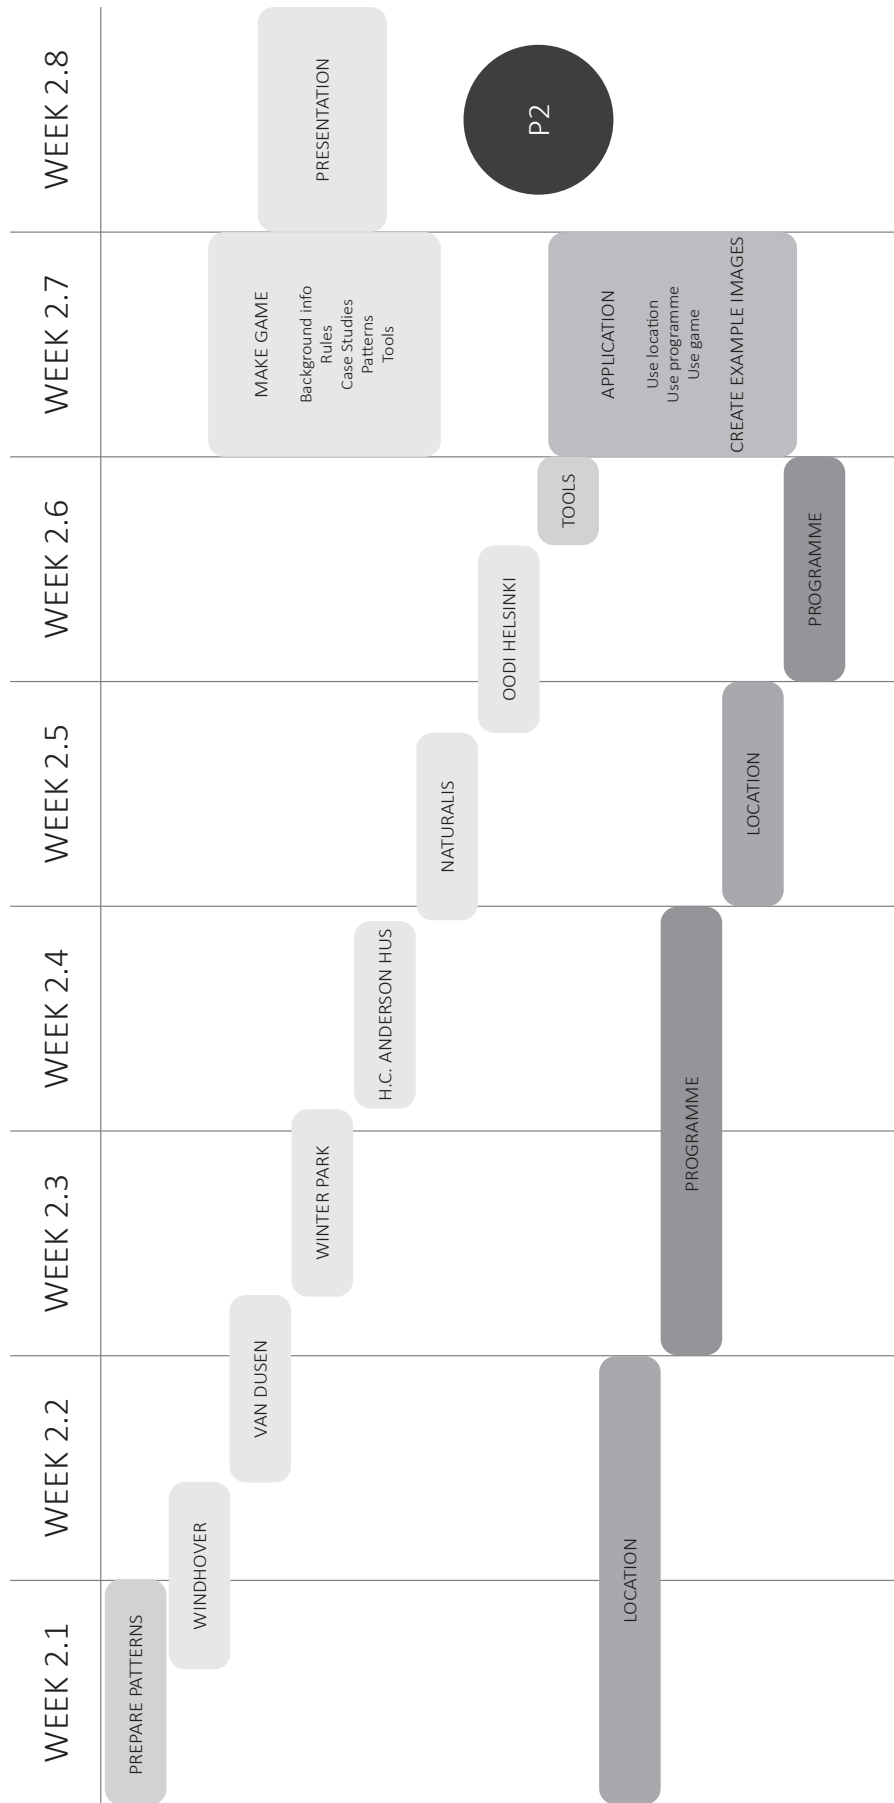 WEEK 2.1
WEEK 2.2
WEEK 2.3
WEEK 2.4
WEEK 2.5
WEEK 2.6
WEEK 2.7
WEEK 2.8
PREPARE PATTERNS
WINDHOVER
VAN DUSEN
WINTER PARK
H.C. ANDERSON HUS
NATURALIS
OODI HELSINKI
TOOLS
MAKE GAME
Background info
Rules
Case Studies
Patterns
Tools
PRESENTATION
P2
LOCATION
PROGRAMME
LOCATION
PROGRAMME
APPLICATION
Use location
Use programme
Use game
CREATE EXAMPLE IMAGES